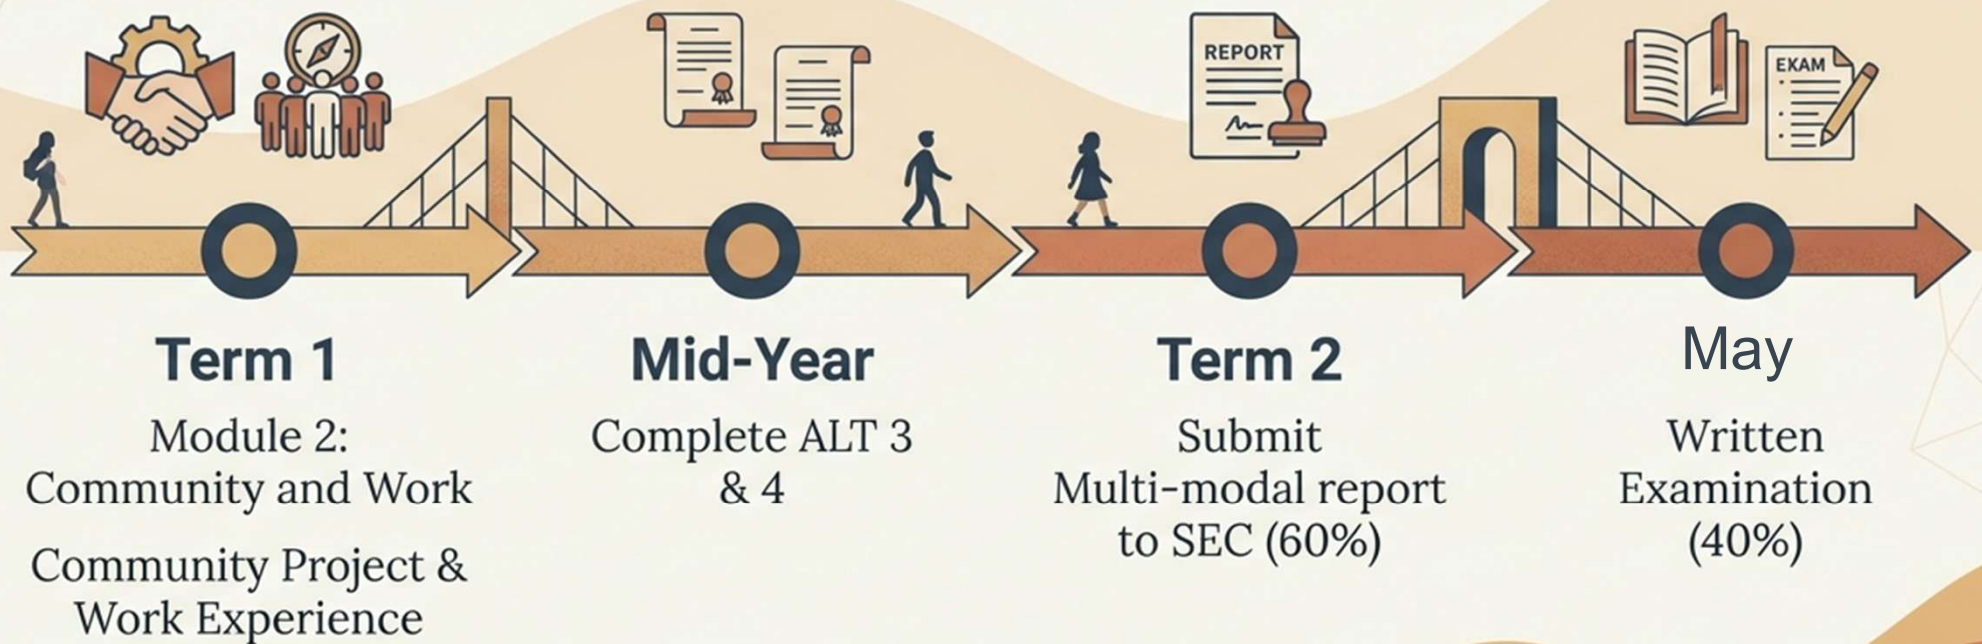 REPORT
EXAM
Term 1
Module 2:
Community and Work
Community Project &
Work Experience
Mid-Year
Complete ALT 3
& 4
Term 2
Submit
Multi-modal report
to SEC (60%)
May
Written
Examination
(40%)